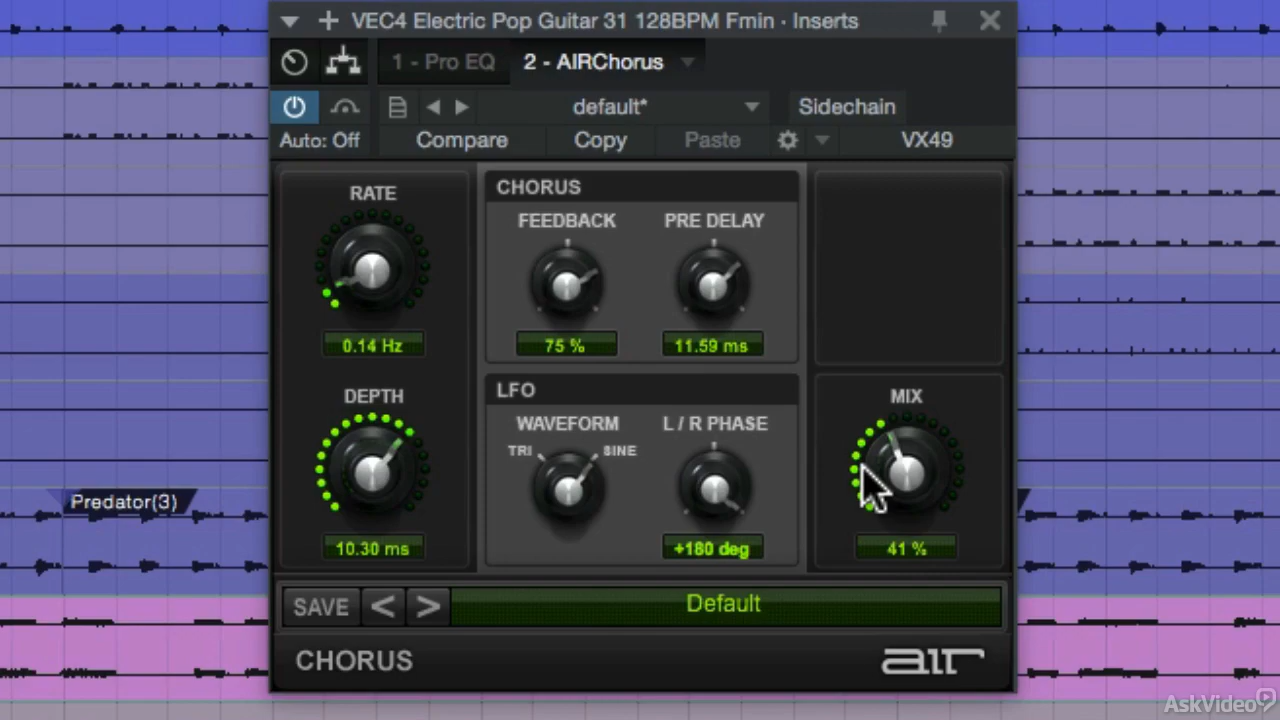 VEC4 Electric Pop Guitar 31 128BPM Fmin · Inserts
1 - Pro EQ 2 - AIRChorus
default* Sidechain
Auto: Off Compare Copy Paste VX49
RATE
0.14 Hz
DEPTH
10.30 ms
CHORUS
FEEDBACK PRE DELAY
75 % 11.59 ms
LFO
WAVEFORM L / R PHASE
TRI SINE
+180 deg
MIX
41 %
Predator(3)
SAVE < > Default
CHORUS air
AskVideo